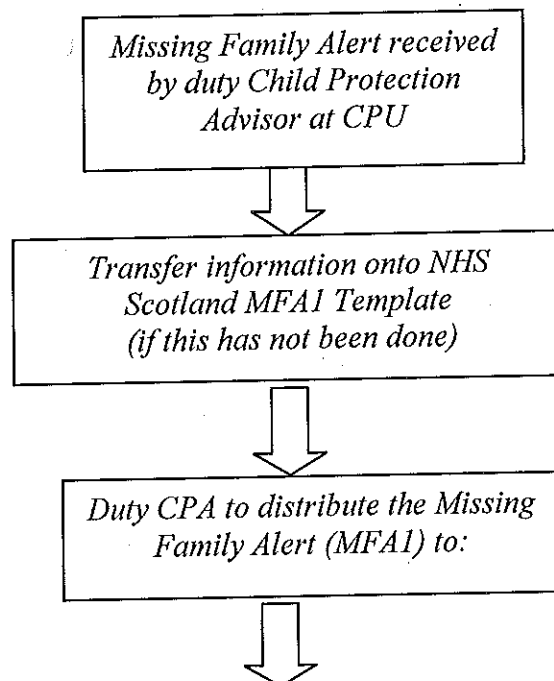 Missing Family Alert received
by duty Child Protection
Advisor at CPU
Transfer information onto NHS
Scotland MFA1 Template
(if this has not been done)
Duty CPA to distribute the Missing
Family Alert (MFA1) to: